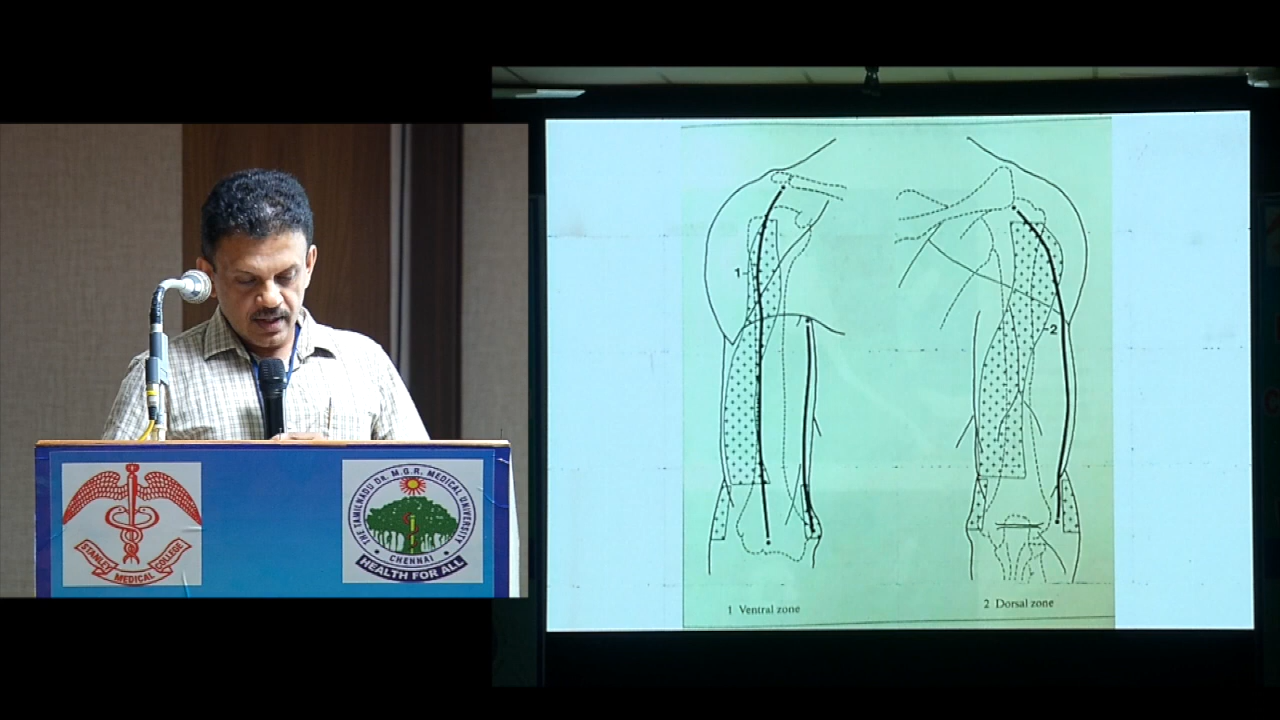 STANLEY MEDICAL COLLEGE
THE TAMILNADU DR. M.G.R. MEDICAL UNIVERSITY
CHENNAI
HEALTH FOR ALL
1
2
1 Ventral zone
2 Dorsal zone